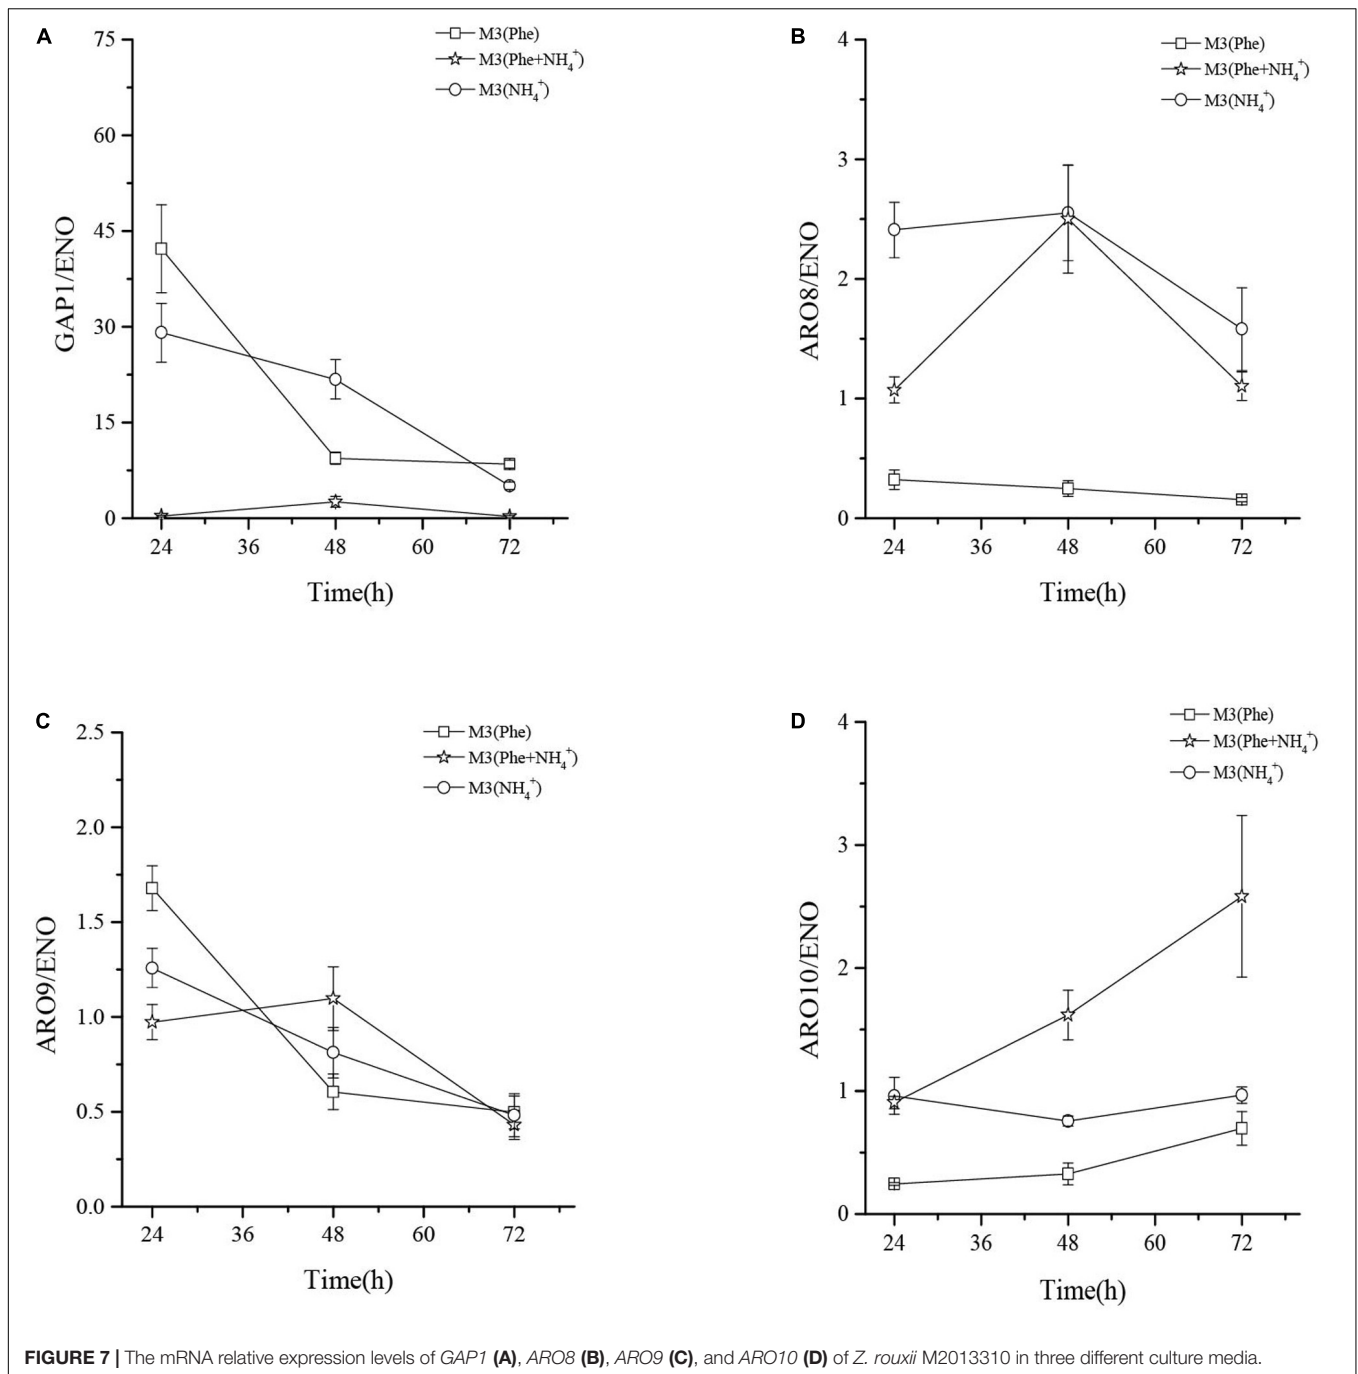 A
M3(Phe)
M3(Phe+NH4+)
M3(NH4+)
75
60
45
30
15
0
GAP1/ENO
24 36 48 60 72
Time(h)
B
M3(Phe)
M3(Phe+NH4+)
M3(NH4+)
4
3
2
1
0
ARO8/ENO
24 36 48 60 72
Time(h)
C
M3(Phe)
M3(Phe+NH4+)
M3(NH4+)
2.5
2.0
1.5
1.0
0.5
0.0
ARO9/ENO
24 36 48 60 72
Time(h)
D
M3(Phe)
M3(Phe+NH4+)
M3(NH4+)
4
3
2
1
0
ARO10/ENO
24 36 48 60 72
Time(h)
FIGURE 7 | The mRNA relative expression levels of GAP1 (A), ARO8 (B), ARO9 (C), and ARO10 (D) of Z. rouxii M2013310 in three different culture media.